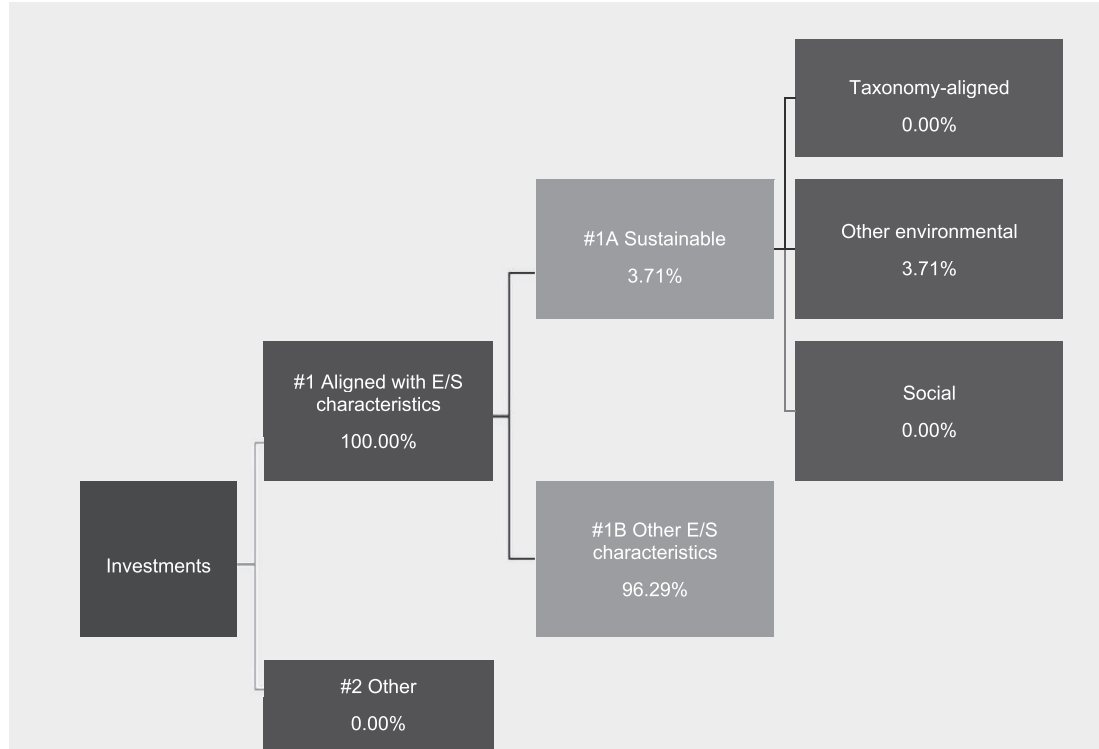 Taxonomy-aligned
0.00%
#1A Sustainable
3.71%
Other environmental
3.71%
#1 Aligned with E/S
characteristics
100.00%
Social
0.00%
Investments
#1B Other E/S
characteristics
96.29%
#2 Other
0.00%